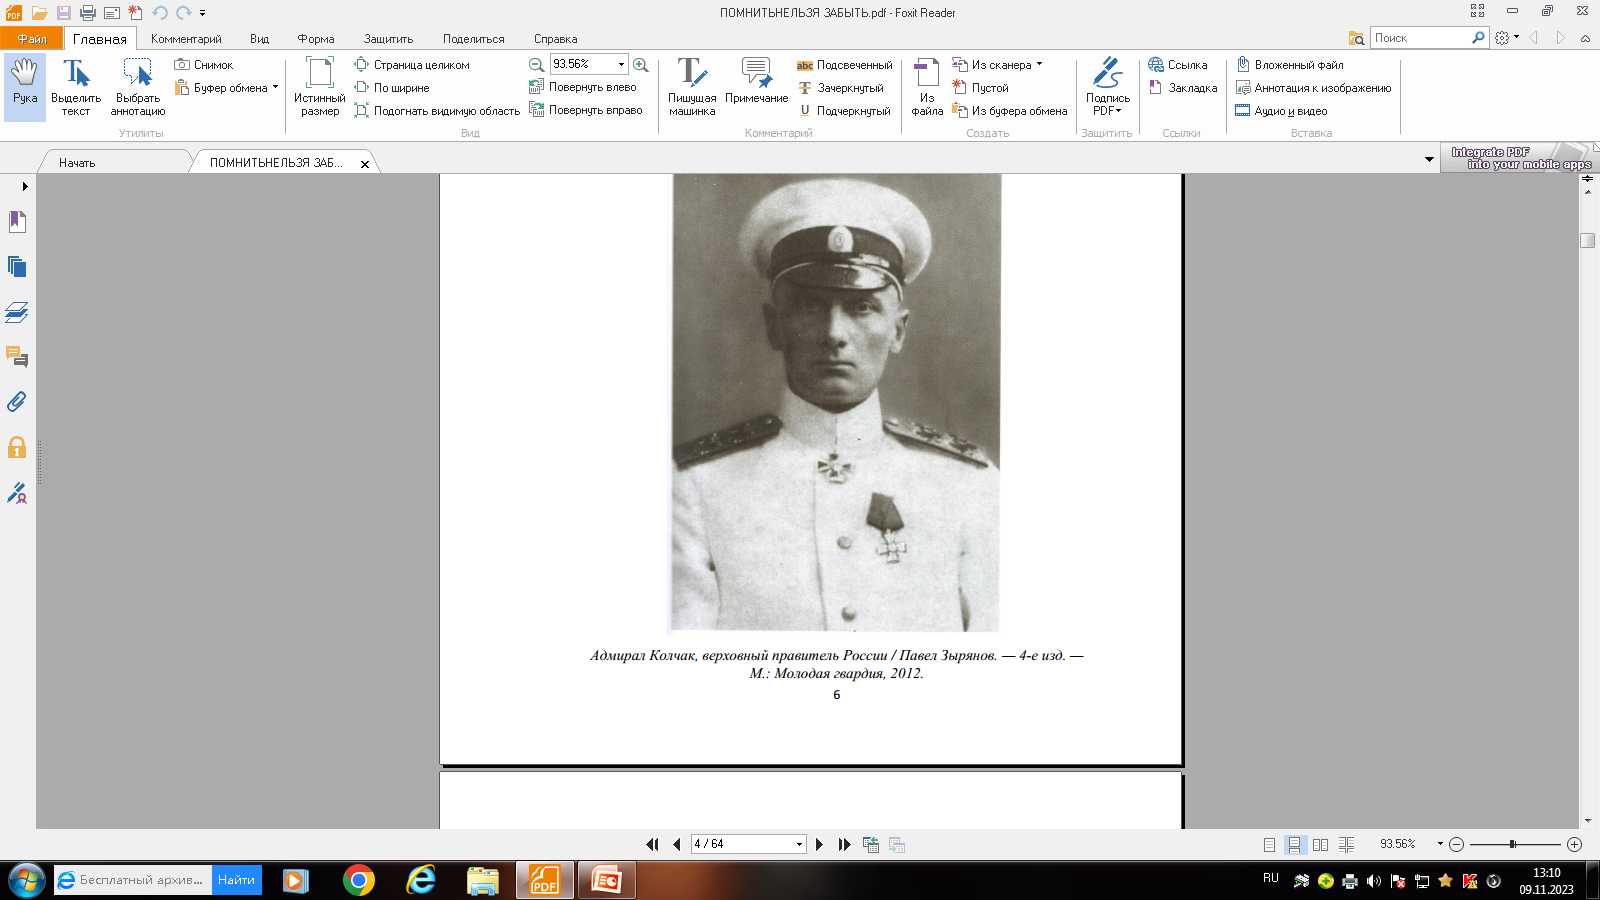 ПОМНИТЬНЕЛЬЗЯ ЗАБЫТЬ.pdf - Foxit Reader
Файл Главная Комментарий Вид Форма Защитить Поделиться Справка Поиск
Рука
Выделить текст
Выбрать аннотацию
Снимок
Буфер обмена
Утилиты
Истинный размер
Страница целиком
По ширине
Подогнать видимую область
93.56%
Повернуть влево
Повернуть вправо
Вид
Пишущая машинка
Примечание
abc Подсвеченный
T Зачеркнутый
U Подчеркнутый
Комментарий
Из файла
Из сканера
Пустой
Из буфера обмена
Создать
Подпись PDF
Защитить
Ссылка
Закладка
Ссылки
Вложенный файл
Аннотация к изображению
Аудио и видео
Вставка
Начать ПОМНИТЬНЕЛЬЗЯ ЗАБ...
Integrate PDF
into your mobile apps
Адмирал Колчак, верховный правитель России / Павел Зырянов. — 4-е изд. —
М.: Молодая гвардия, 2012.
6
4 / 64 93.56%
Бесплатный архив... Найти
PDF
RU
13:10
09.11.2023